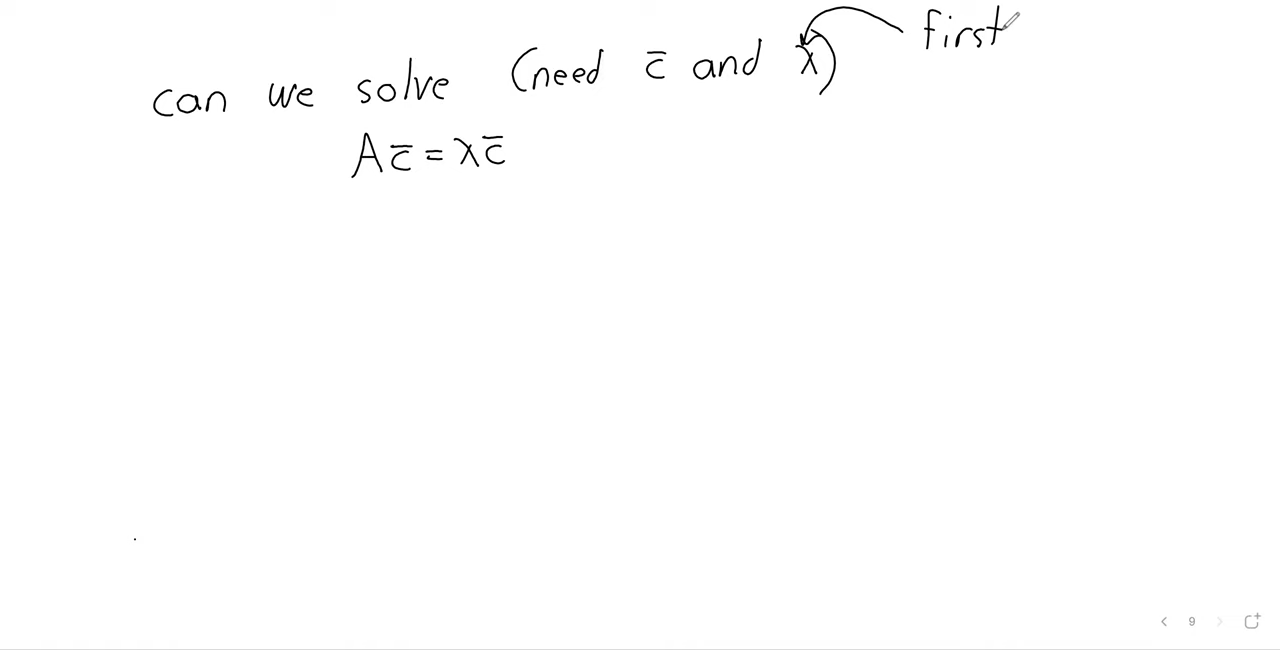 can we solve (need c̄ and λ) first
Ac̄ = λc̄
9